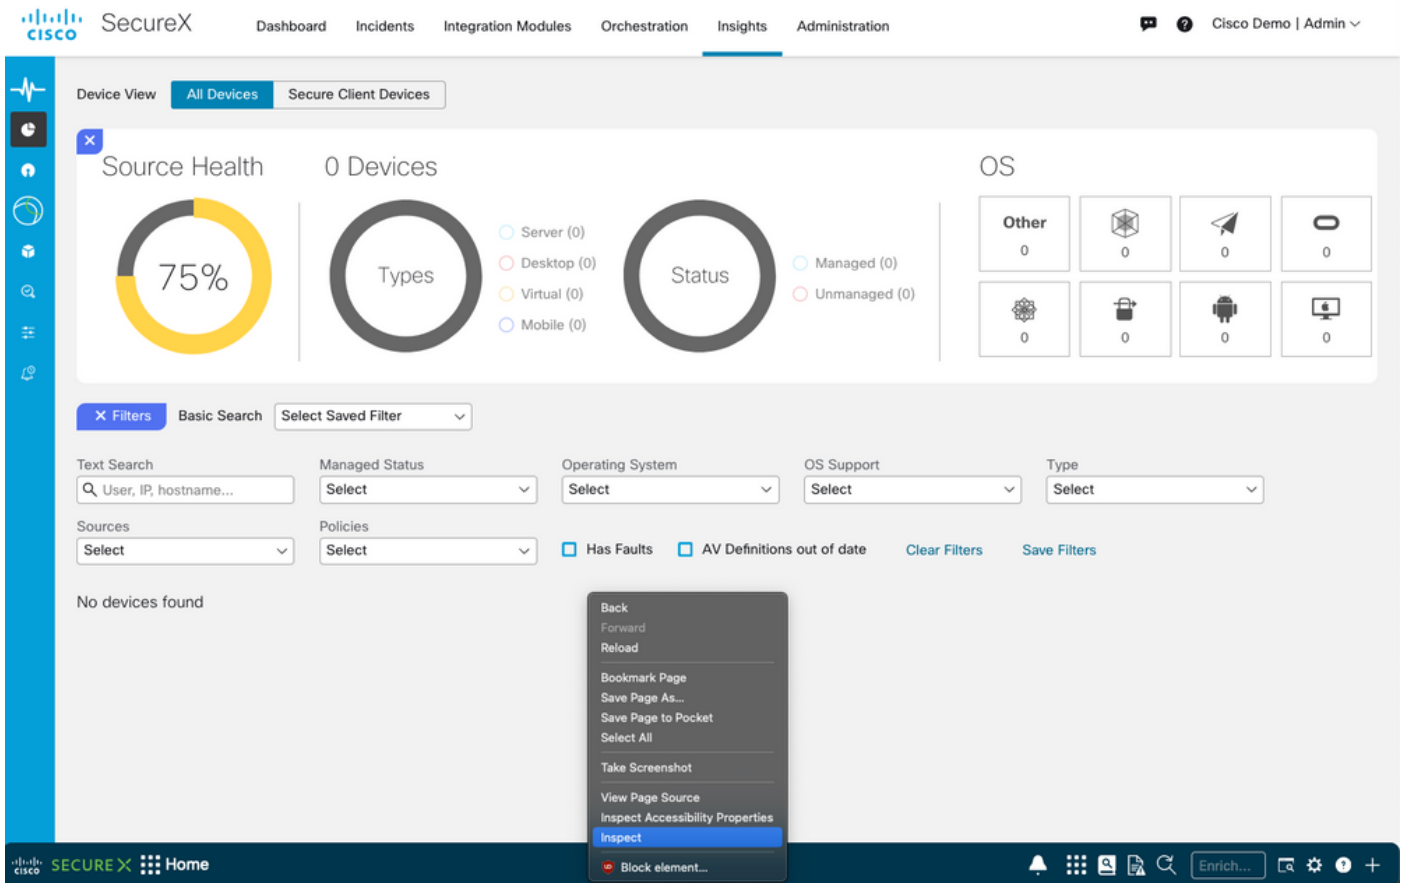 CISCO SecureX Dashboard Incidents Integration Modules Orchestration Insights Administration Cisco Demo | Admin
Device View All Devices Secure Client Devices
Source Health 0 Devices OS
75%
Types
Server (0)
Desktop (0)
Virtual (0)
Mobile (0)
Status
Managed (0)
Unmanaged (0)
Other
0 0 0 0
0 0 0 0
Filters Basic Search Select Saved Filter
Text Search Managed Status Operating System OS Support Type
User, IP, hostname... Select Select Select Select
Sources Policies
Select Select Has Faults AV Definitions out of date Clear Filters Save Filters
No devices found
Back
Forward
Reload
Bookmark Page
Save Page As...
Save Page to Pocket
Select All
Take Screenshot
View Page Source
Inspect Accessibility Properties
Inspect
Block element...
CISCO SECUREX Home Enrich...